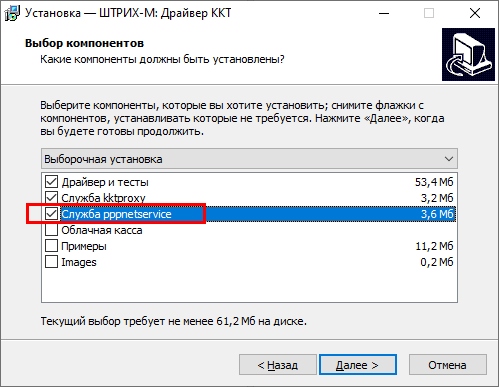 Установка — ШТРИХ-М: Драйвер ККТ
Выбор компонентов
Какие компоненты должны быть установлены?
Выберите компоненты, которые вы хотите установить; снимите флажки с
компонентов, устанавливать которые не требуется. Нажмите «Далее», когда
вы будете готовы продолжить.
Выборочная установка
Драйвер и тесты 53,4 Мб
Служба kktproxy 3,2 Мб
Служба pppnetservice 3,6 Мб
Облачная касса
Примеры 11,2 Мб
Images 0,2 Мб
Текущий выбор требует не менее 61,2 Мб на диске.
< Назад Далее > Отмена